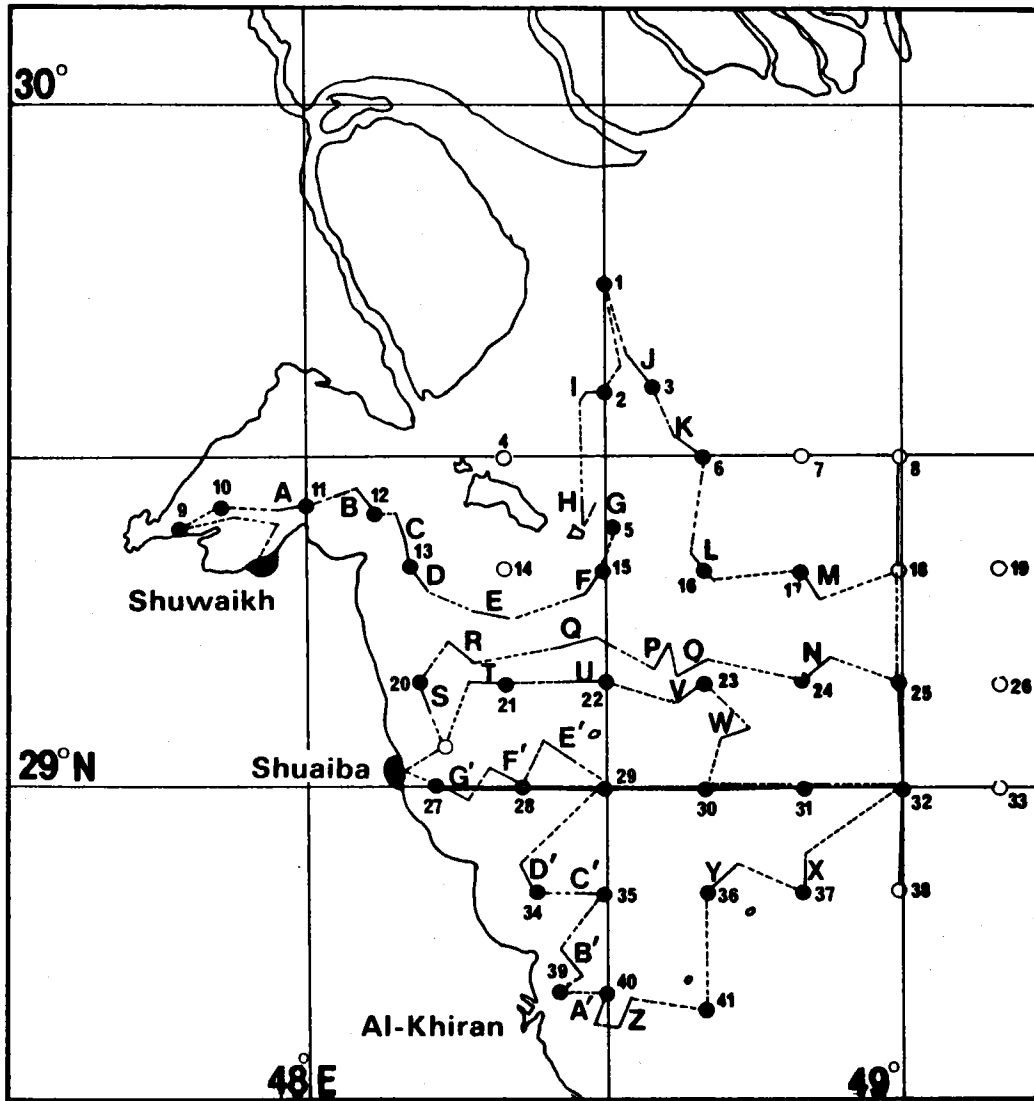 30°
1
J
I
2
3
K
4
6
7
8
10
A
11
9
B
12
H
G
5
C
13
D
14
F
15
L
16
17
M
18
19
E
Shuwaikh
R
Q
P
O
N
20
S
T
21
U
22
V
23
24
25
26
W
E'
29°N
Shuaiba
F'
G'
27
28
29
30
31
32
33
D'
C'
Y
X
34
35
36
37
38
B'
39
40
A'
Z
41
Al-Khiran
48°E
49°